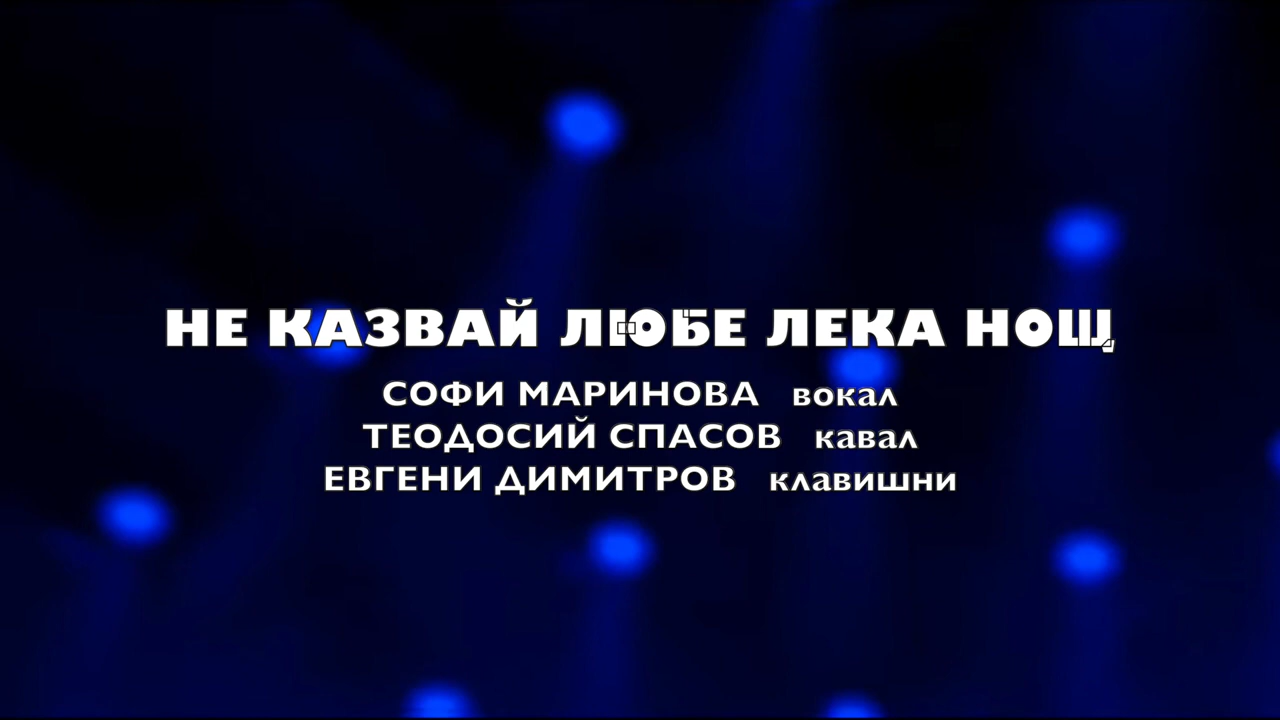 НЕ КАЗВАЙ ЛЮБЕ ЛЕКА НОЩ
СОФИ МАРИНОВА вокал
ТЕОДОСИЙ СПАСОВ кавал
ЕВГЕНИ ДИМИТРОВ клавишни